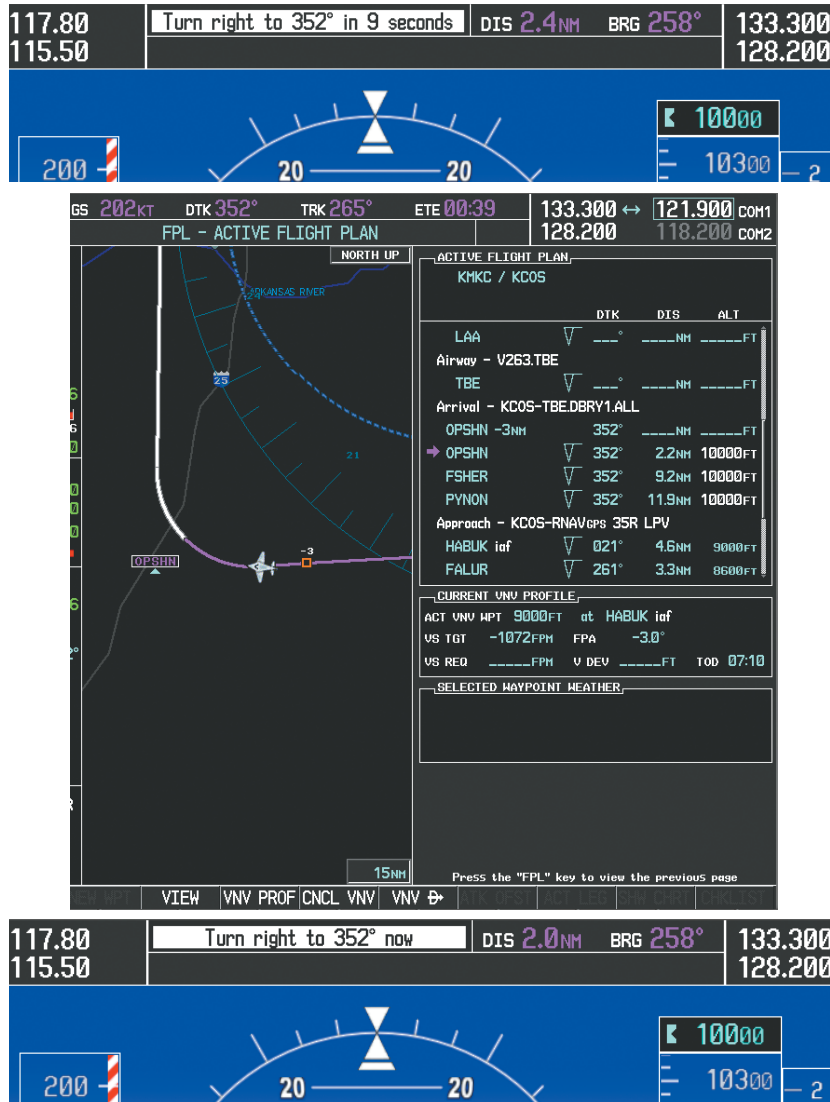 117.80 Turn right to 352° in 9 seconds DIS 2.4NM BRG 258° 133.300
115.50 128.200
10000
200 20 20 10300 2
GS 202KT DTK 352° TRK 265° ETE 00:39 133.300 ↔ 121.900 COM1
FPL - ACTIVE FLIGHT PLAN 128.200 118.200 COM2
NORTH UP
ACTIVE FLIGHT PLAN
KMKC / KCOS
DTK DIS ALT
LAA ___° ____NM _____FT
Airway - V263.TBE
TBE ___° ____NM _____FT
Arrival - KCOS-TBE.DBRY1.ALL
OPSHN -3NM 352° ____NM _____FT
OPSHN 352° 2.2NM 10000FT
FSHER 352° 9.2NM 10000FT
PYNON 352° 11.9NM 10000FT
Approach - KCOS-RNAVGPS 35R LPV
HABUK iaf 021° 4.6NM 9000FT
FALUR 261° 3.3NM 8600FT
CURRENT VNV PROFILE
ACT VNV WPT 9000FT at HABUK iaf
VS TGT -1072FPM FPA -3.0°
VS REQ _____FPM V DEV _____FT TOD 07:10
SELECTED WAYPOINT WEATHER
Press the "FPL" key to view the previous page
ARKANSAS RIVER
24
25
21
OPSHN
-3
15NM
NEW WPT VIEW VNV PROF CNCL VNV VNV D→ ATK OFST ACT LEG SHW CHRT CHKLIST
117.80 Turn right to 352° now DIS 2.0NM BRG 258° 133.300
115.50 128.200
10000
200 20 20 10300 2